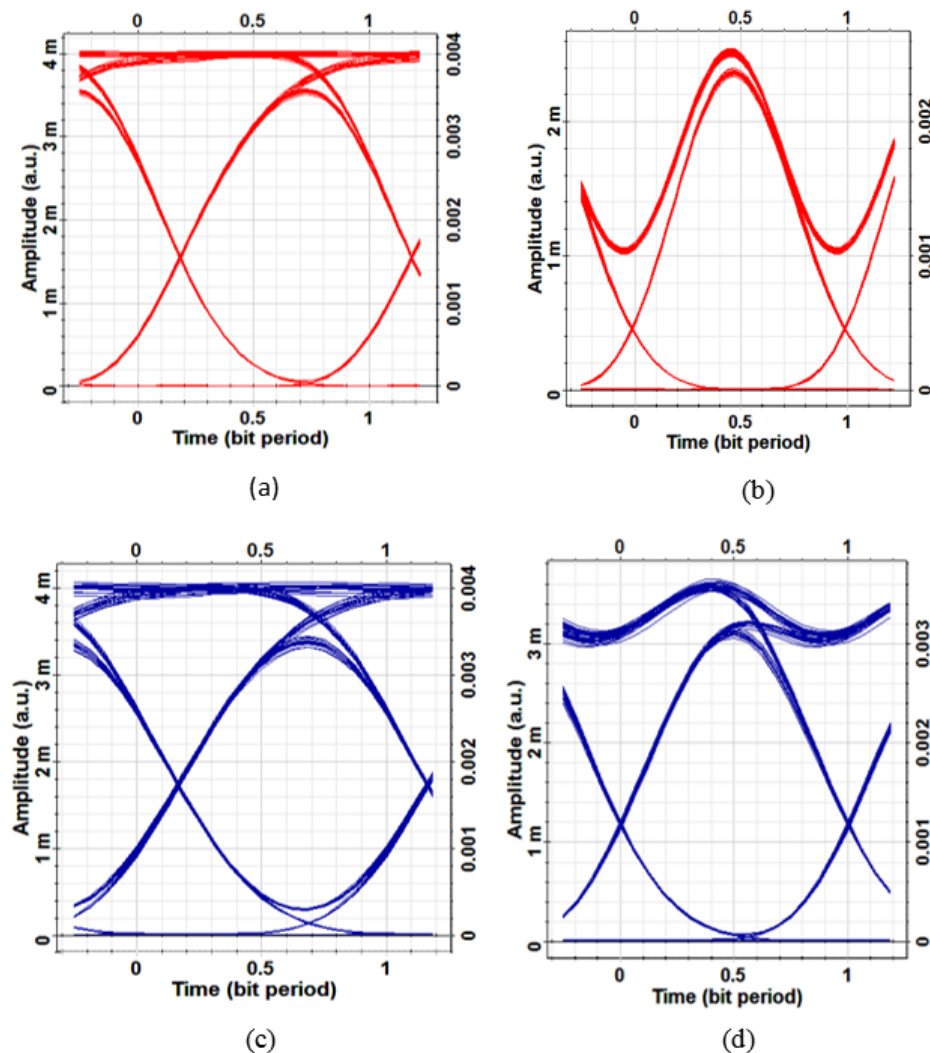 0 0.5 1
Amplitude (a.u.)
4 m
3 m
2 m
1 m
0
0.004
0.003
0.002
0.001
0
0 0.5 1
Time (bit period)
(a)
0 0.5 1
Amplitude (a.u.)
2 m
1 m
0
0.002
0.001
0
0 0.5 1
Time (bit period)
(b)
0 0.5 1
Amplitude (a.u.)
4 m
3 m
2 m
1 m
0
0.004
0.003
0.002
0.001
0
0 0.5 1
Time (bit period)
(c)
0 0.5 1
Amplitude (a.u.)
3 m
2 m
1 m
0
0.003
0.002
0.001
0
0 0.5 1
Time (bit period)
(d)